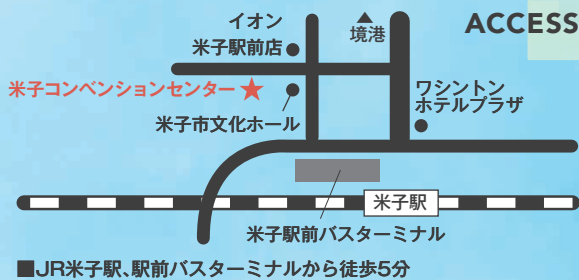 ACCESS
イオン
米子駅前店
▲
境港
米子コンベンションセンター ★
米子市文化ホール
ワシントン
ホテルプラザ
米子駅
米子駅前バスターミナル
■JR米子駅、駅前バスターミナルから徒歩5分